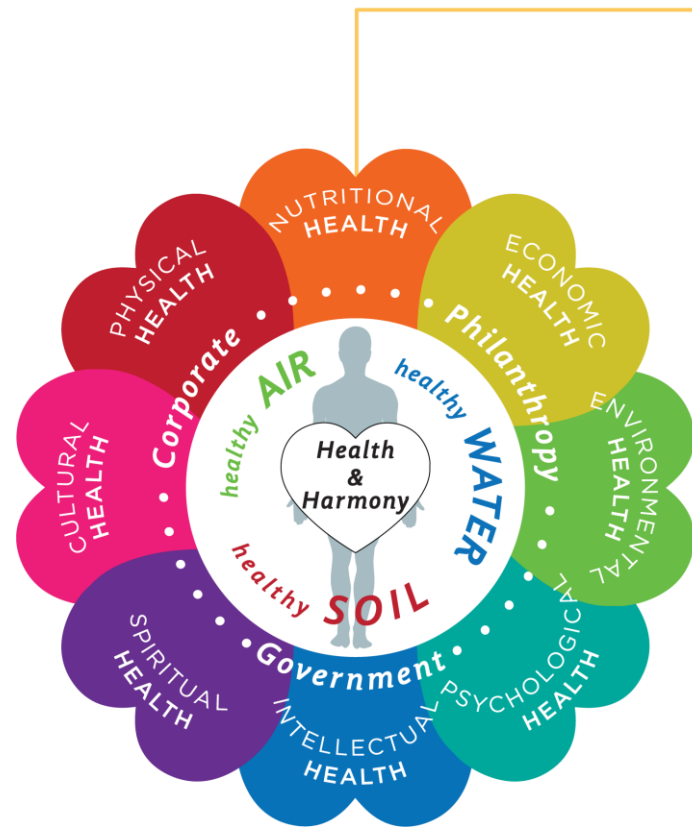 NUTRITIONAL
HEALTH
ECONOMIC
HEALTH
ENVIRONMENTAL
HEALTH
PSYCHOLOGICAL
HEALTH
INTELLECTUAL
HEALTH
SPIRITUAL
HEALTH
CULTURAL
HEALTH
PHYSICAL
HEALTH
Corporate
Philanthropy
Government
healthy AIR
healthy WATER
healthy SOIL
Health
&
Harmony